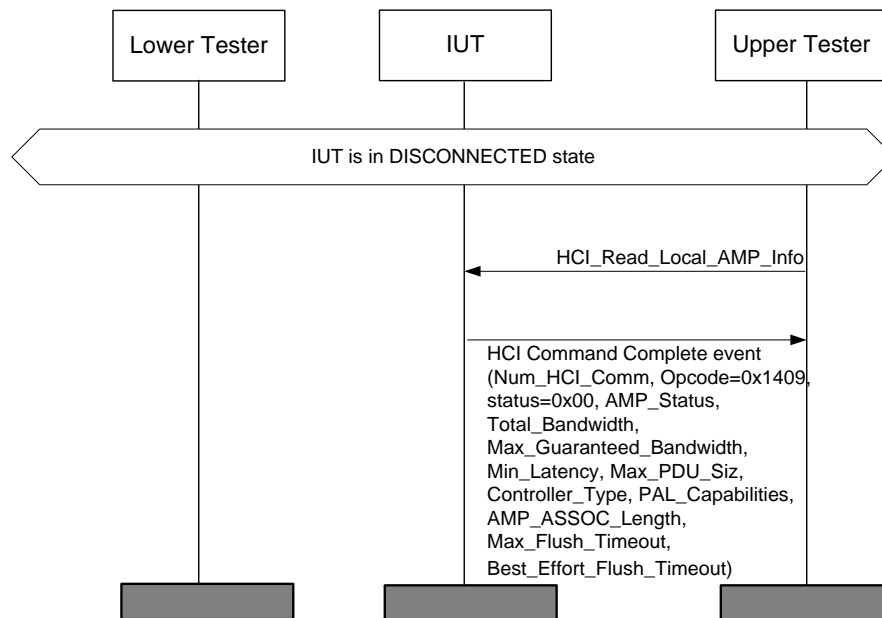 Lower Tester
IUT
Upper Tester
IUT is in DISCONNECTED state
HCI_Read_Local_AMP_Info
HCI Command Complete event
(Num_HCI_Comm, Opcode=0x1409,
status=0x00, AMP_Status,
Total_Bandwidth,
Max_Guaranteed_Bandwidth,
Min_Latency, Max_PDU_Siz,
Controller_Type, PAL_Capabilities,
AMP_ASSOC_Length,
Max_Flush_Timeout,
Best_Effort_Flush_Timeout)